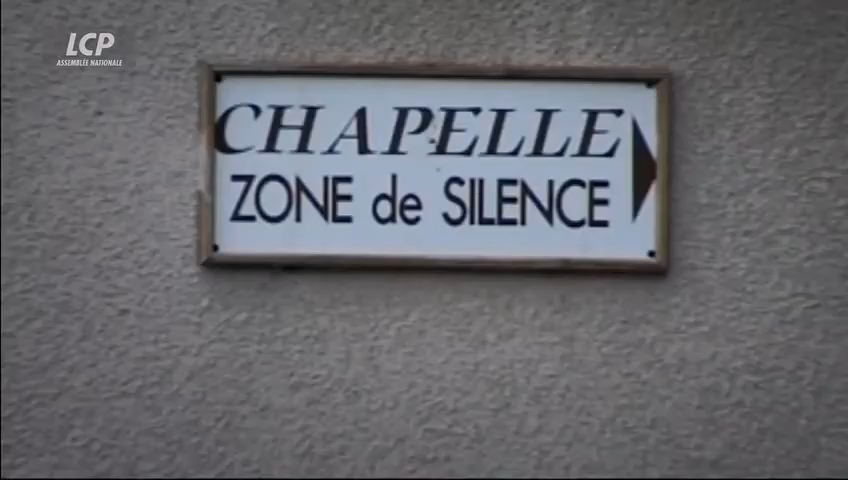 LCP
ASSEMBLÉE NATIONALE
CHAPELLE
ZONE de SILENCE